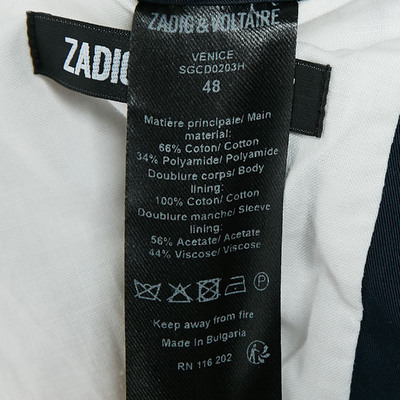 ZADIG & VOLTAIRE
ZADIG
VENICE
SGCD0203H
48
Matière principale/ Main
material:
66% Coton/ Cotton
34% Polyamide/ Polyamide
Doublure corps/ Body
lining:
100% Coton/ Cotton
Doublure manche/ Sleeve
lining:
56% Acetate/ Acetate
44% Viscose/ Viscose
P
Keep away from fire
Made in Bulgaria
RN 116 202